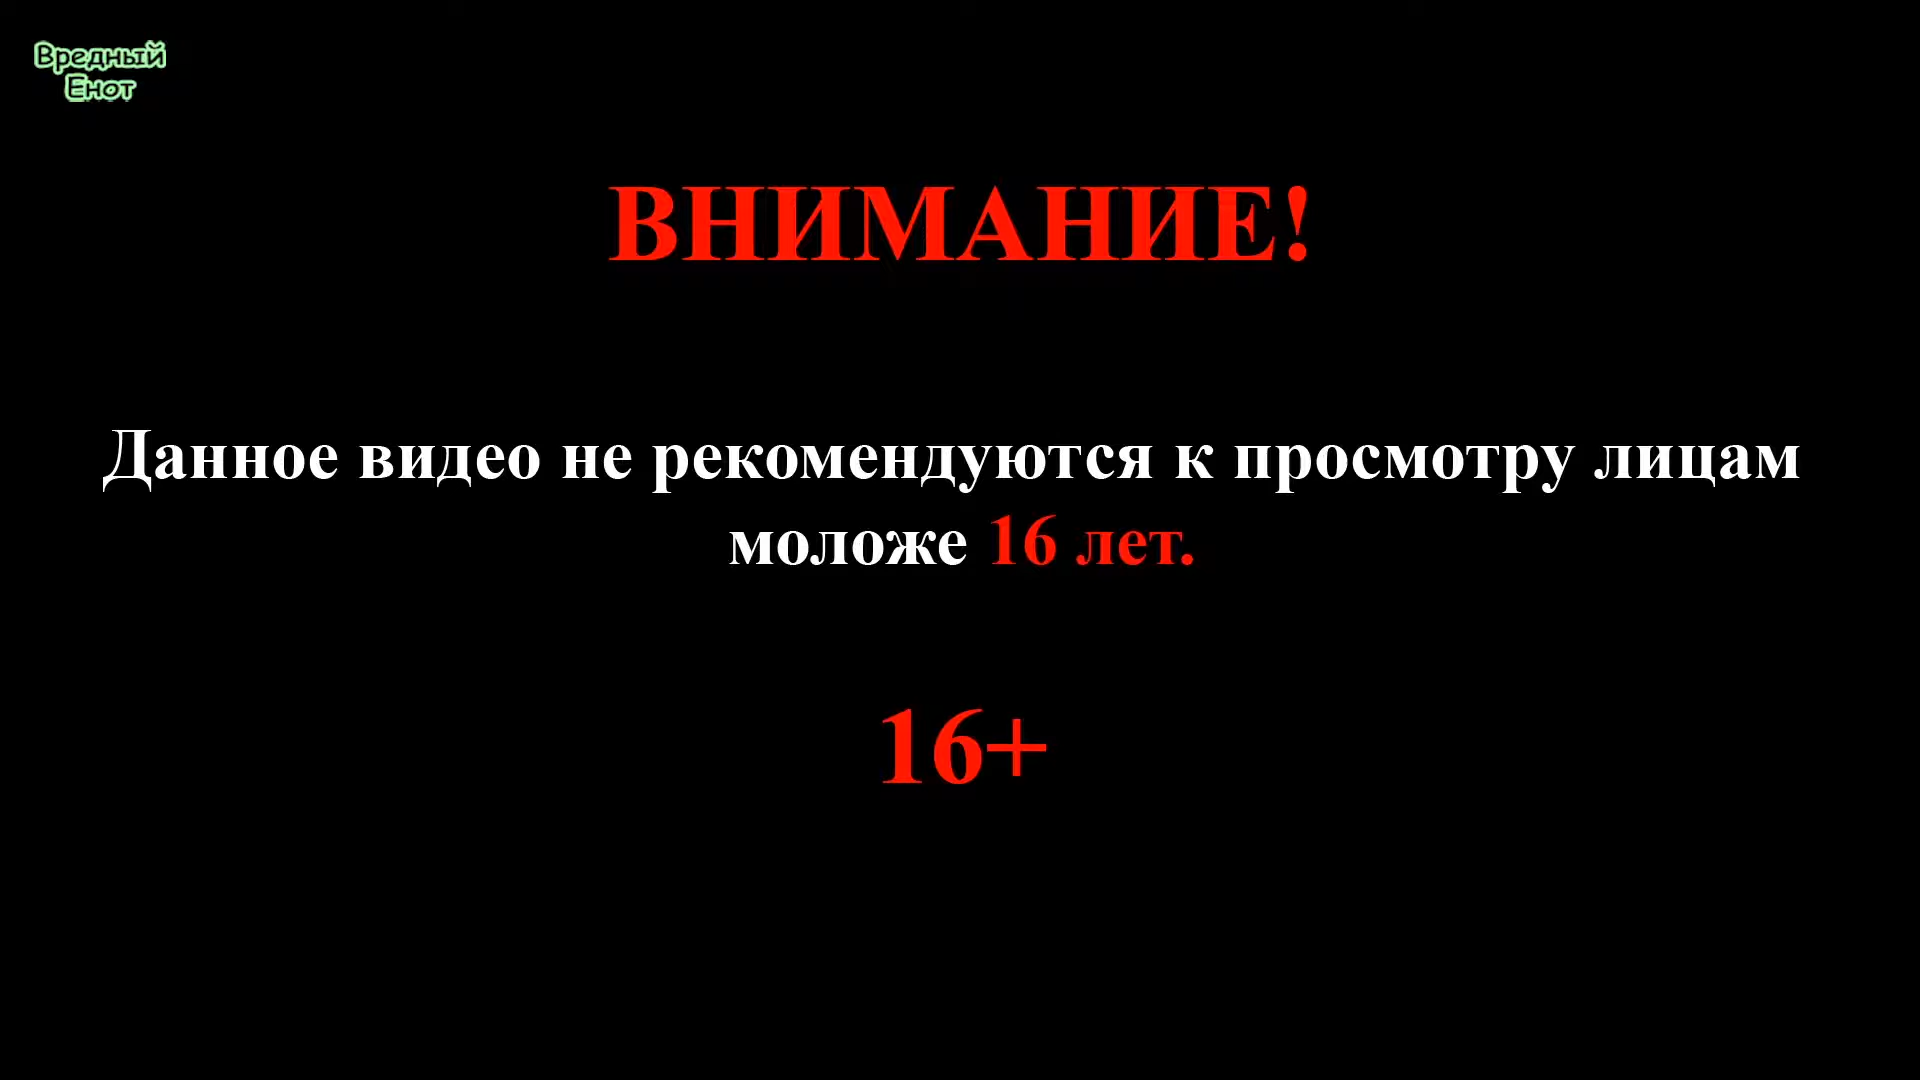 Вредный
Енот
ВНИМАНИЕ!
Данное видео не рекомендуются к просмотру лицам
моложе 16 лет.
16+